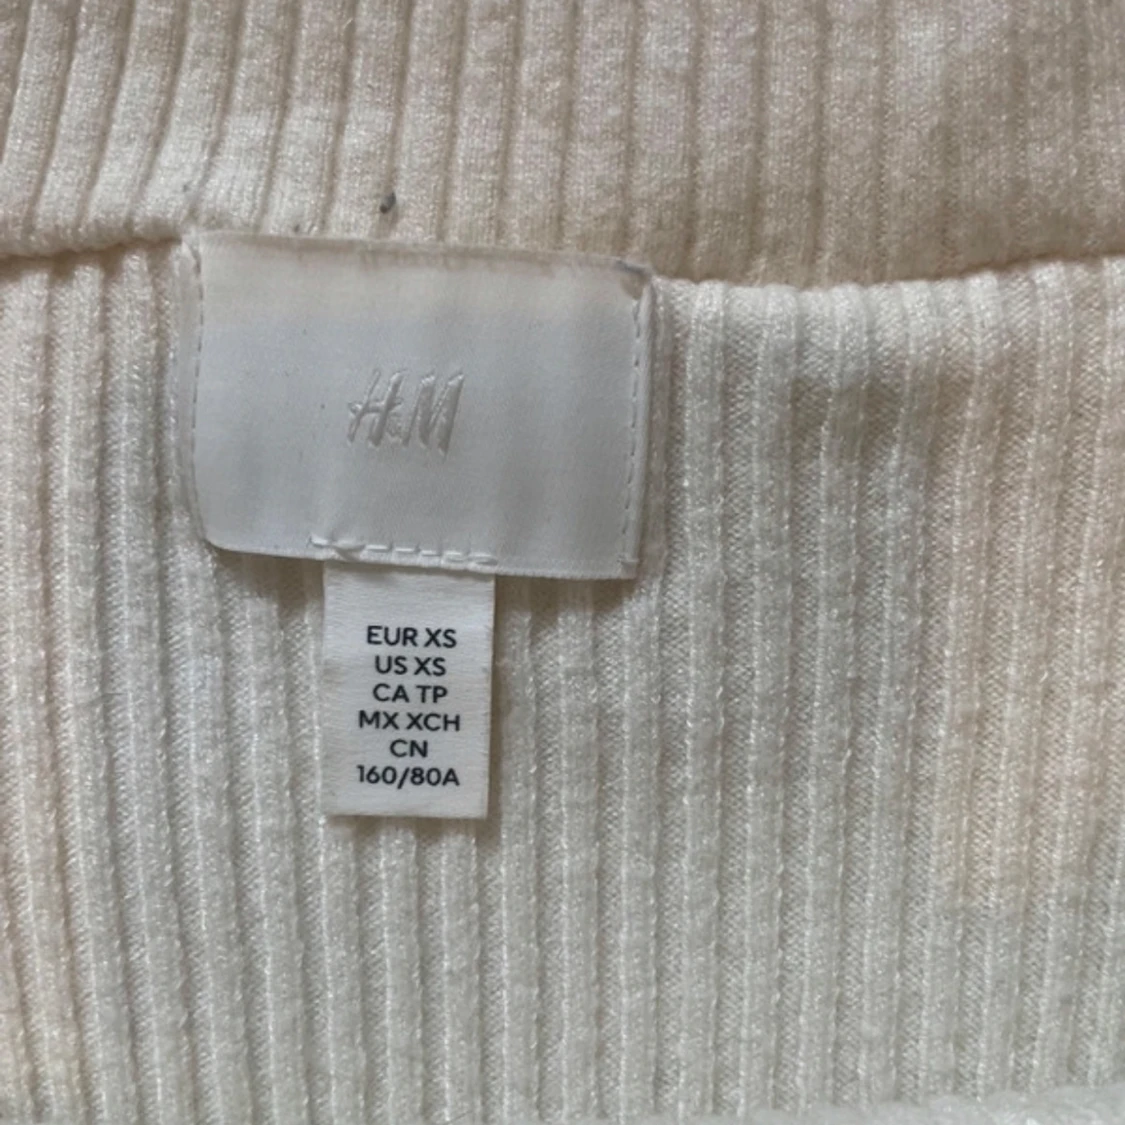 H&M
EUR XS
US XS
CA TP
MX XCH
CN
160/80A